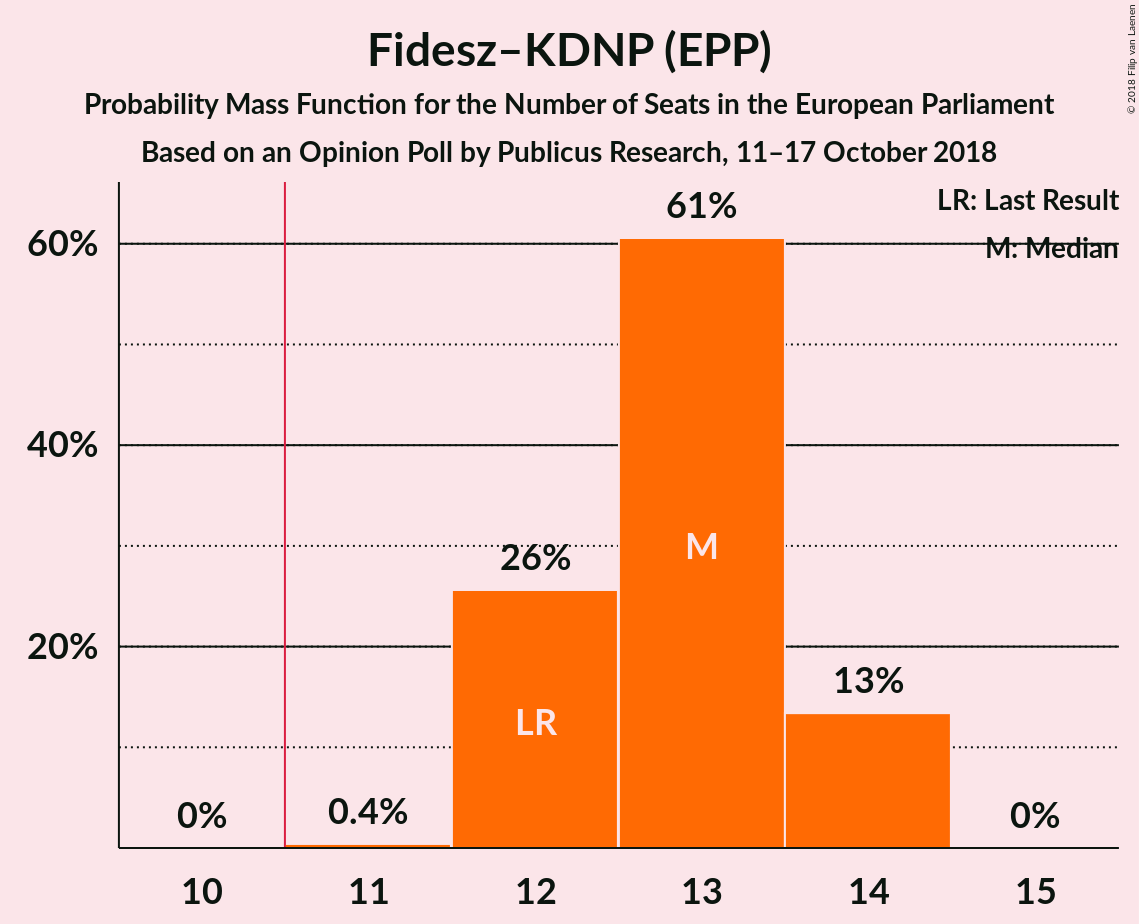 Fidesz–KDNP (EPP)
Probability Mass Function for the Number of Seats in the European Parliament
Based on an Opinion Poll by Publicus Research, 11–17 October 2018
© 2018 Filip van Laenen
LR: Last Result
M: Median
60%
40%
20%
0%
0.4%
26%
61%
13%
0%
LR
M
10
11
12
13
14
15